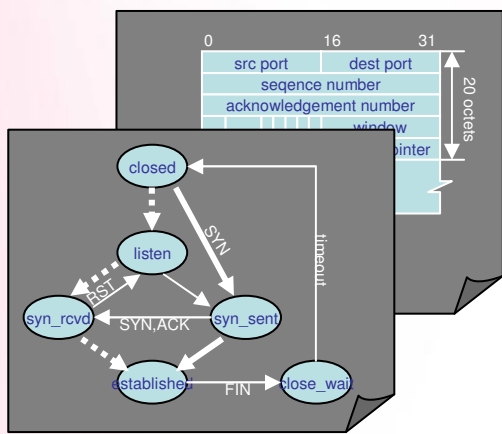 0 16 31
src port dest port
seqence number
acknowledgement number
window
20 octets
closed
SYN
listen
timeout
RST
syn_rcvd
SYN,ACK
syn_sent
established
FIN
close_wait